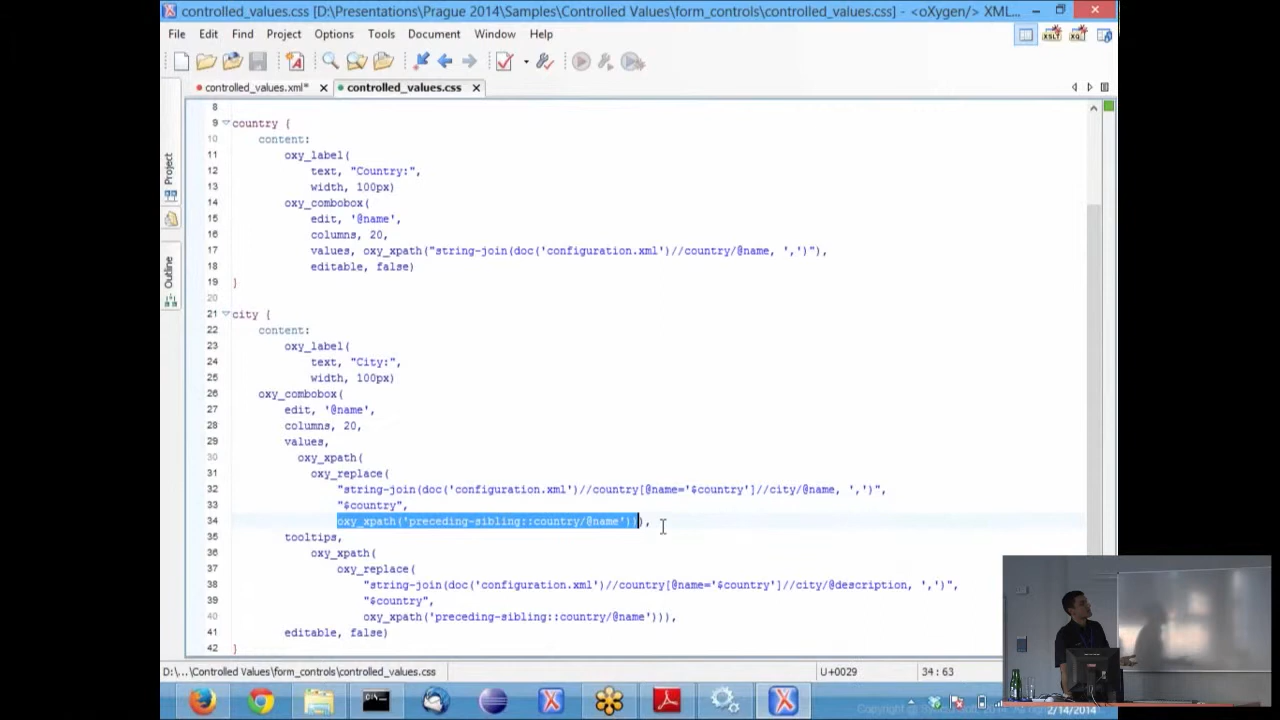 controlled_values.css [D:\Presentations\Prague 2014\Samples\Controlled Values\form_controls\controlled_values.css] - <oXygen/> XML...
File Edit Find Project Options Tools Document Window Help
controlled_values.xml* controlled_values.css
Project
Outline
8
9 country {
10 content:
11 oxy_label(
12 text, "Country:",
13 width, 100px)
14 oxy_combobox(
15 edit, '@name',
16 columns, 20,
17 values, oxy_xpath("string-join(doc('configuration.xml')//country/@name, ',')"),
18 editable, false)
19 }
20
21 city {
22 content:
23 oxy_label(
24 text, "City:",
25 width, 100px)
26 oxy_combobox(
27 edit, '@name',
28 columns, 20,
29 values,
30 oxy_xpath(
31 oxy_replace(
32 "string-join(doc('configuration.xml')//country[@name='$country']//city/@name, ',')",
33 "$country",
34 oxy_xpath('preceding-sibling::country/@name'))),
35 tooltips,
36 oxy_xpath(
37 oxy_replace(
38 "string-join(doc('configuration.xml')//country[@name='$country']//city/@description, ',')",
39 "$country",
40 oxy_xpath('preceding-sibling::country/@name'))),
41 editable, false)
42 }
D:\...\Controlled Values\form_controls\controlled_values.css U+0029 34 : 63
2/14/2014